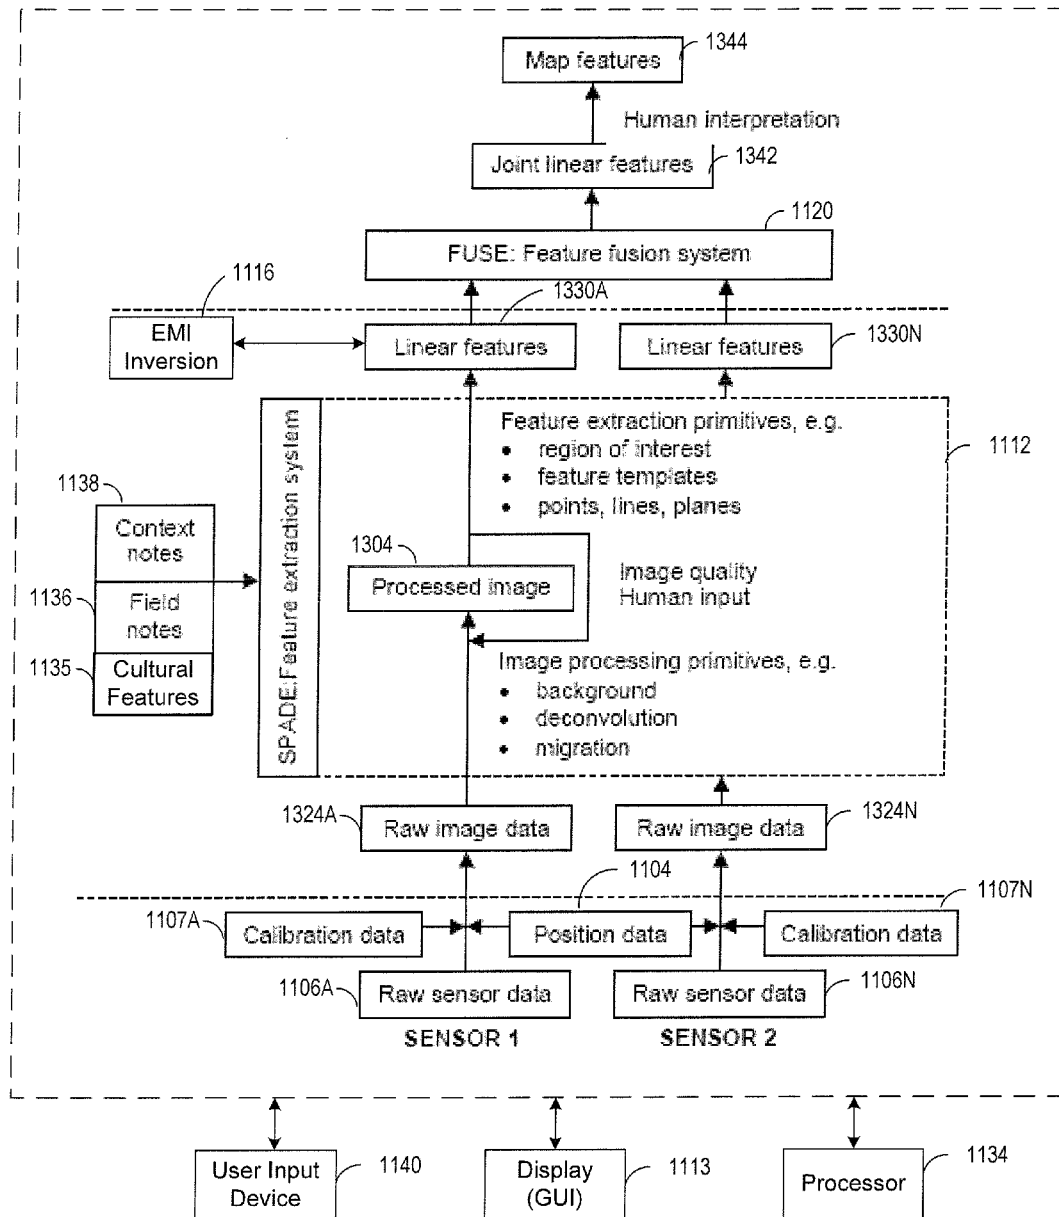 1344
Map features
Human interpretation
1342
Joint linear features
1120
FUSE: Feature fusion system
1116
1330A
EMI
Inversion
Linear features
Linear features
1330N
Feature extraction primitives, e.g.
• region of interest
• feature templates
• points, lines, planes
1112
SPADE:Feature extraction system
1138
Context
notes
1136
Field
notes
1135
Cultural
Features
1304
Processed image
Image quality
Human input
Image processing primitives, e.g.
• background
• deconvolution
• migration
1324A
Raw image data
Raw image data
1324N
1104
1107N
1107A
Calibration data
Position data
Calibration data
1106A
Raw sensor data
Raw sensor data
1106N
SENSOR 1
SENSOR 2
User Input
Device
1140
Display
(GUI)
1113
Processor
1134